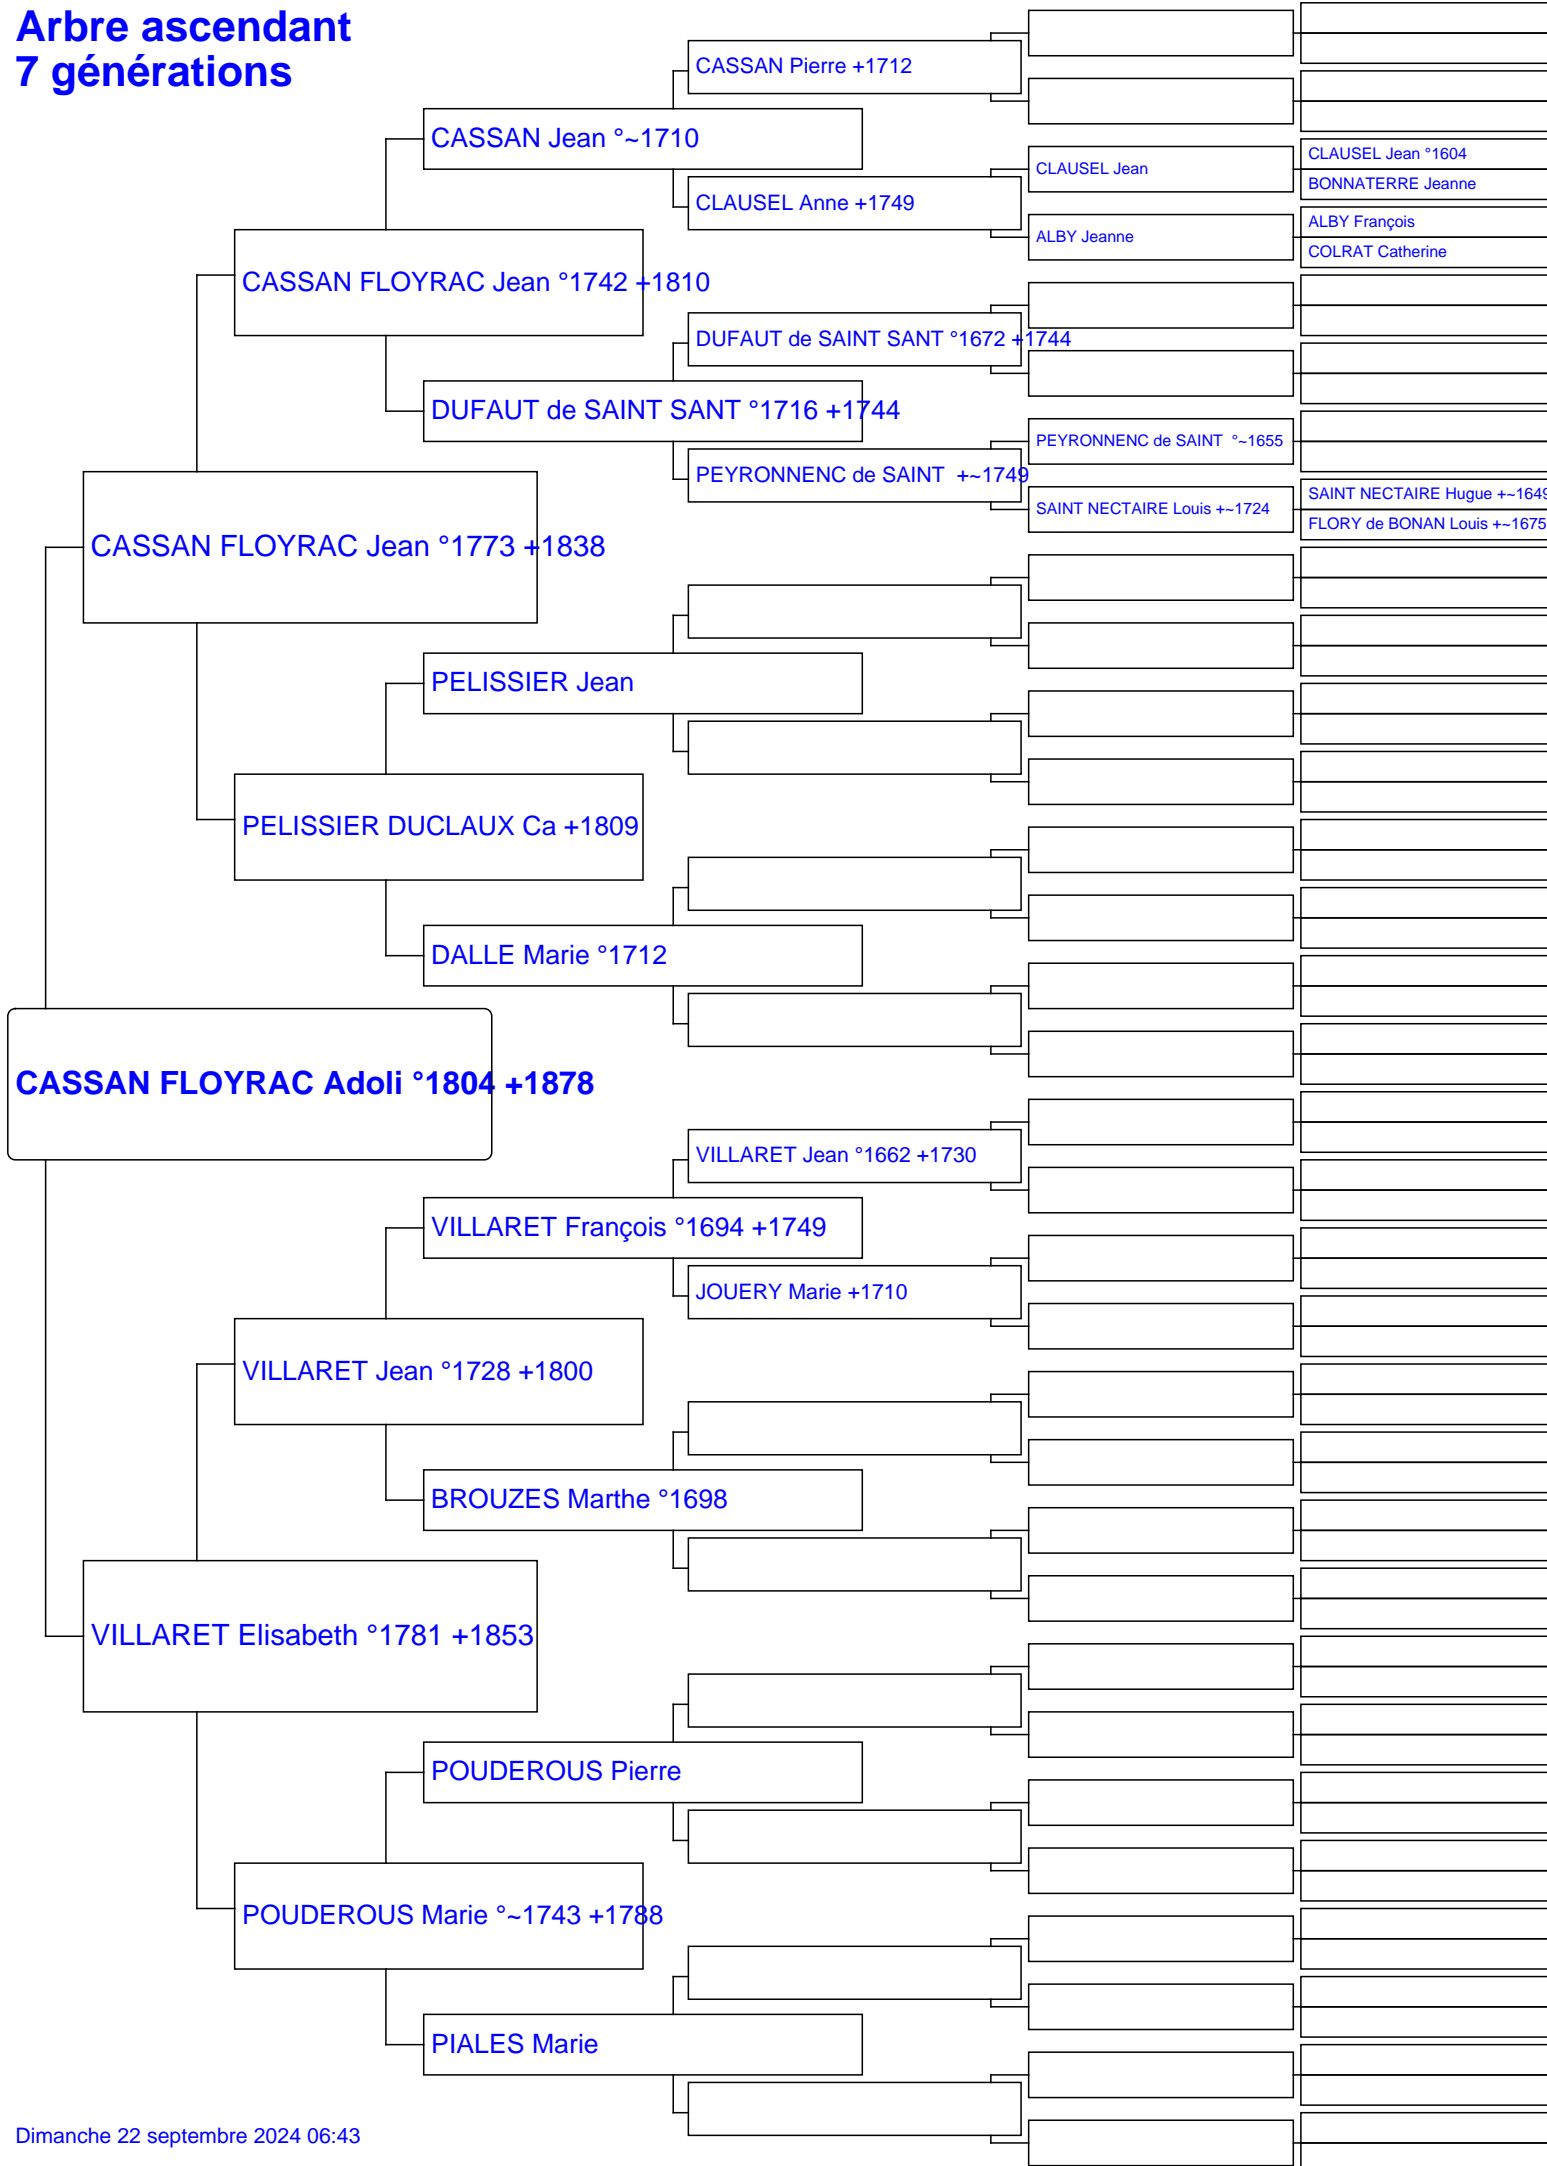 Arbre ascendant
7 générations
CASSAN Pierre +1712
CASSAN Jean °~1710
CLAUSEL Jean °1604
CLAUSEL Jean
BONNATERRE Jeanne
CLAUSEL Anne +1749
ALBY François
ALBY Jeanne
COLRAT Catherine
CASSAN FLOYRAC Jean °1742 +1810
DUFAUT de SAINT SANT °1672 +1744
DUFAUT de SAINT SANT °1716 +1744
PEYRONNENC de SAINT °~1655
PEYRONNENC de SAINT +~1749
SAINT NECTAIRE Hugue +~1649
SAINT NECTAIRE Louis +~1724
FLORY de BONAN Louis +~1675
CASSAN FLOYRAC Jean °1773 +1838
PELISSIER Jean
PELISSIER DUCLAUX Ca +1809
DALLE Marie °1712
CASSAN FLOYRAC Adoli °1804 +1878
VILLARET Jean °1662 +1730
VILLARET François °1694 +1749
JOUERY Marie +1710
VILLARET Jean °1728 +1800
BROUZES Marthe °1698
VILLARET Elisabeth °1781 +1853
POUDEROUS Pierre
POUDEROUS Marie °~1743 +1788
PIALES Marie
Dimanche 22 septembre 2024 06:43